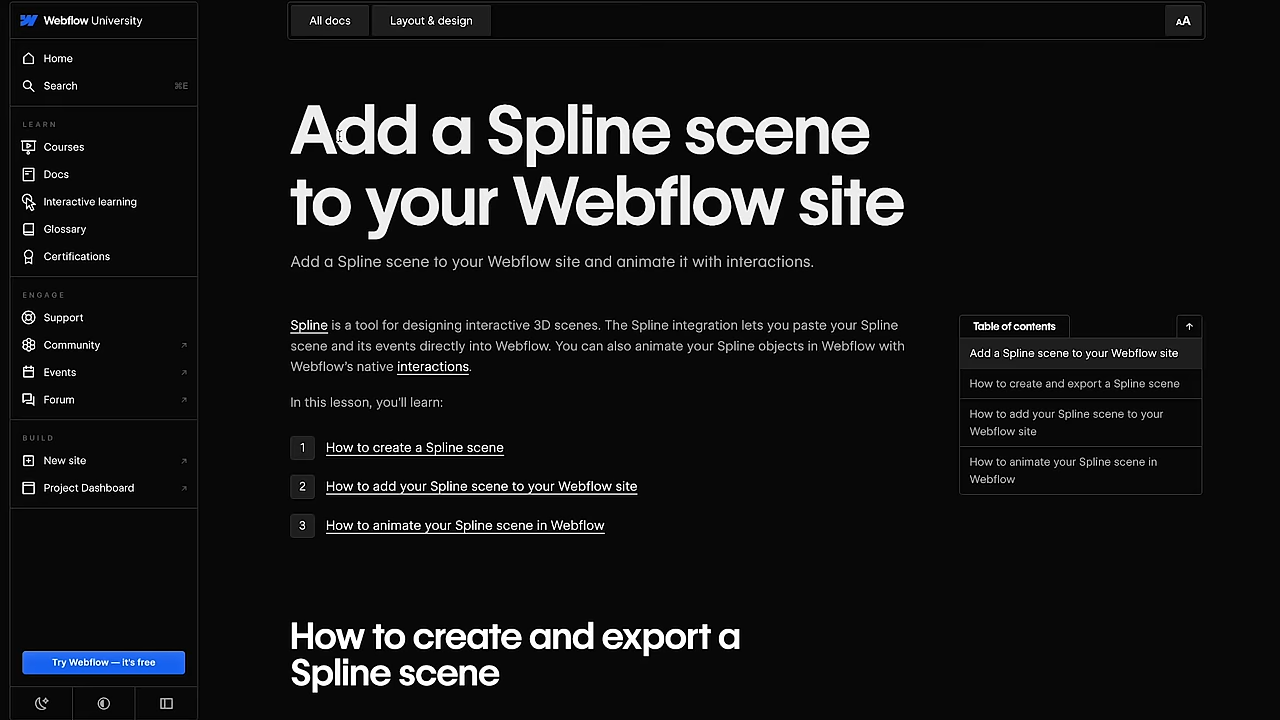 Webflow University
Home
Search ⌘E
LEARN
Courses
Docs
Interactive learning
Glossary
Certifications
ENGAGE
Support
Community
Events
Forum
BUILD
New site
Project Dashboard
Try Webflow — it's free
All docs
Layout & design
AA
Add a Spline scene
to your Webflow site
Add a Spline scene to your Webflow site and animate it with interactions.
Spline is a tool for designing interactive 3D scenes. The Spline integration lets you paste your Spline
scene and its events directly into Webflow. You can also animate your Spline objects in Webflow with
Webflow's native interactions.
In this lesson, you'll learn:
1 How to create a Spline scene
2 How to add your Spline scene to your Webflow site
3 How to animate your Spline scene in Webflow
How to create and export a
Spline scene
Table of contents
Add a Spline scene to your Webflow site
How to create and export a Spline scene
How to add your Spline scene to your
Webflow site
How to animate your Spline scene in
Webflow